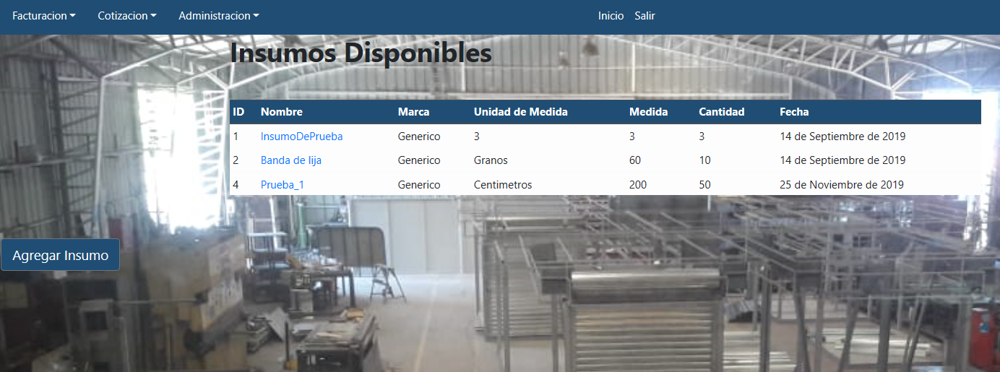 Facturacion Cotizacion Administracion Inicio Salir
Insumos Disponibles
ID Nombre Marca Unidad de Medida Medida Cantidad Fecha
1 InsumoDePrueba Generico 3 3 3 14 de Septiembre de 2019
2 Banda de lija Generico Granos 60 10 14 de Septiembre de 2019
4 Prueba_1 Generico Centimetros 200 50 25 de Noviembre de 2019
Agregar Insumo